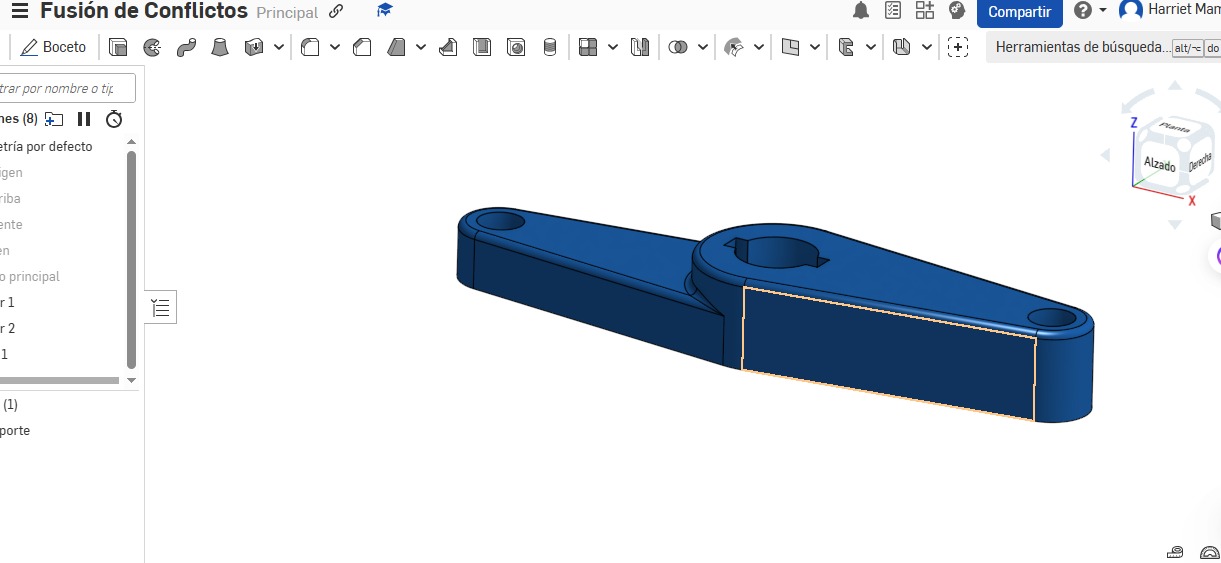 Fusión de Conflictos Principal
Compartir
Harriet Man
Boceto
Herramientas de búsqueda... alt/⌥ do
trar por nombre o tip
nes (8)
etría por defecto
igen
riba
ente
en
o principal
r 1
r 2
1
(1)
porte
Z
Planta
Alzado
Derecha
X